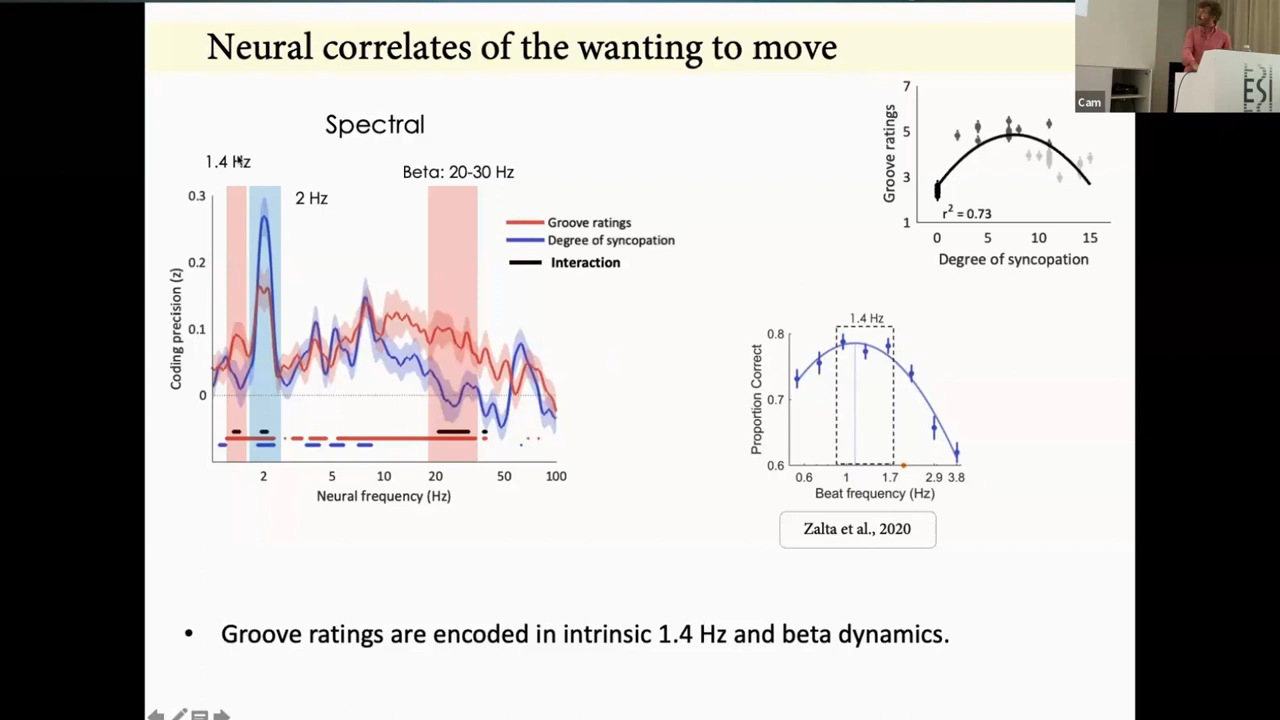 Neural correlates of the wanting to move
Cam
ESI
Spectral
1.4 Hz
Beta: 20-30 Hz
2 Hz
Groove ratings
Degree of syncopation
Interaction
Coding precision (z)
0.3
0.2
0.1
0
2 5 10 20 50 100
Neural frequency (Hz)
Groove ratings
7
5
3
1
r² = 0.73
0 5 10 15
Degree of syncopation
1.4 Hz
Proportion Correct
0.8
0.7
0.6
0.6 1 1.7 2.9 3.8
Beat frequency (Hz)
Zalta et al., 2020
• Groove ratings are encoded in intrinsic 1.4 Hz and beta dynamics.